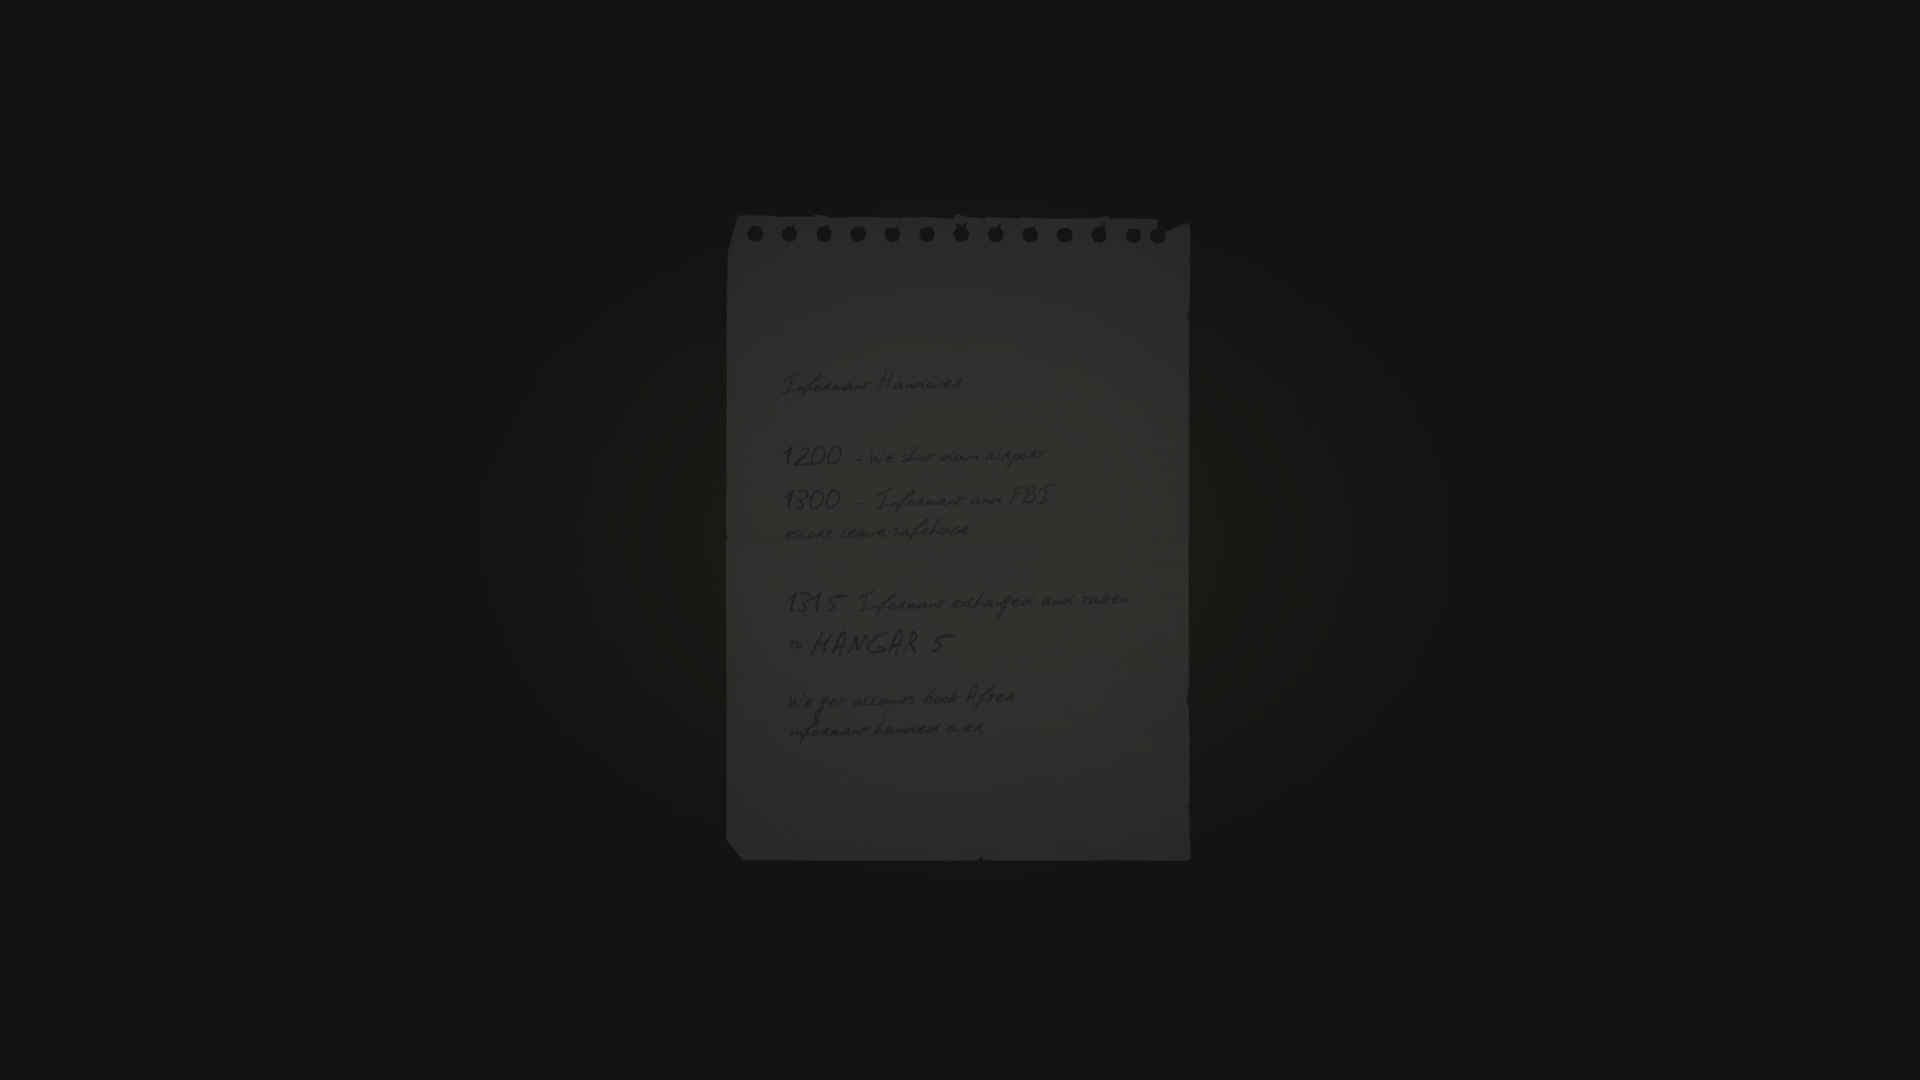 Informant Handover
1200 - We shut down airport
1300 - Informant and FBI
escort leave safehouse
1315 Informant exchanged and taken
to HANGAR 5
We get accounts book After
informant handed over